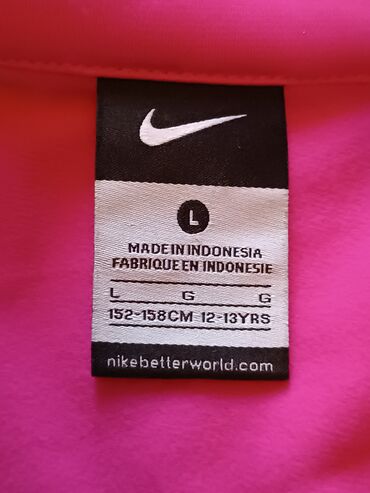 L
MADE IN INDONESIA
FABRIQUE EN INDONESIE
L G G
152-158CM 12-13YRS
nikebetterworld.com